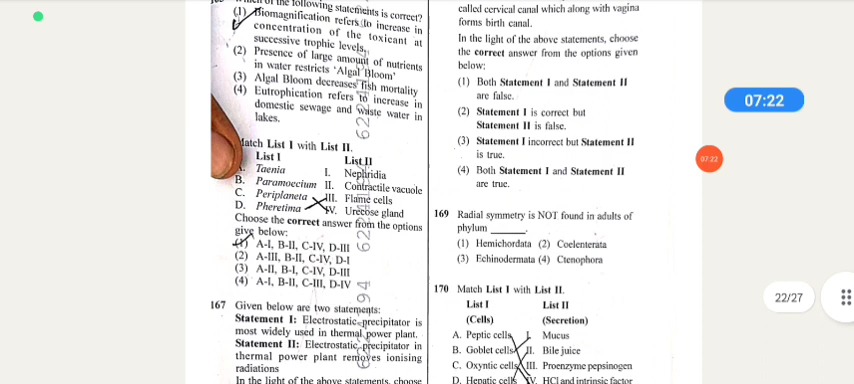 the following statements is correct?
(1) Biomagnification refers to increase in
concentration of the toxicant at
successive trophic levels.
(2) Presence of large amount of nutrients
in water restricts 'Algal Bloom'
(3) Algal Bloom decreases fish mortality
(4) Eutrophication refers to increase in
domestic sewage and waste water in
lakes.
Match List I with List II.
List I List II
Taenia I. Nephridia
B. Paramoecium II. Contractile vacuole
C. Periplaneta III. Flame cells
D. Pheretima IV. Urecose gland
Choose the correct answer from the options
give below:
(1) A-I, B-II, C-IV, D-III
(2) A-III, B-II, C-IV, D-I
(3) A-II, B-I, C-IV, D-III
(4) A-I, B-II, C-III, D-IV
167 Given below are two statements:
Statement I: Electrostatic precipitator is
most widely used in thermal power plant.
Statement II: Electrostatic precipitator in
thermal power plant removes ionising
radiations
In the light of the above statements, choose
called cervical canal which along with vagina
forms birth canal.
In the light of the above statements, choose
the correct answer from the options given
below:
(1) Both Statement I and Statement II
are false.
(2) Statement I is correct but
Statement II is false.
(3) Statement I incorrect but Statement II
is true.
(4) Both Statement I and Statement II
are true.
169 Radial symmetry is NOT found in adults of
phylum ______.
(1) Hemichordata (2) Coelenterata
(3) Echinodermata (4) Ctenophora
170 Match List I with List II.
List I List II
(Cells) (Secretion)
A. Peptic cells I. Mucus
B. Goblet cells II. Bile juice
C. Oxyntic cells III. Proenzyme pepsinogen
D. Hepatic cells IV. HCl and intrinsic factor
07:22
07:22
22/27